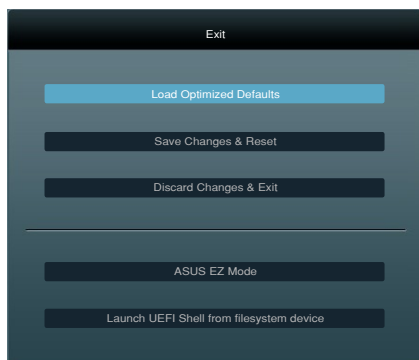 Exit
Load Optimized Defaults
Save Changes & Reset
Discard Changes & Exit
ASUS EZ Mode
Launch UEFI Shell from filesystem device